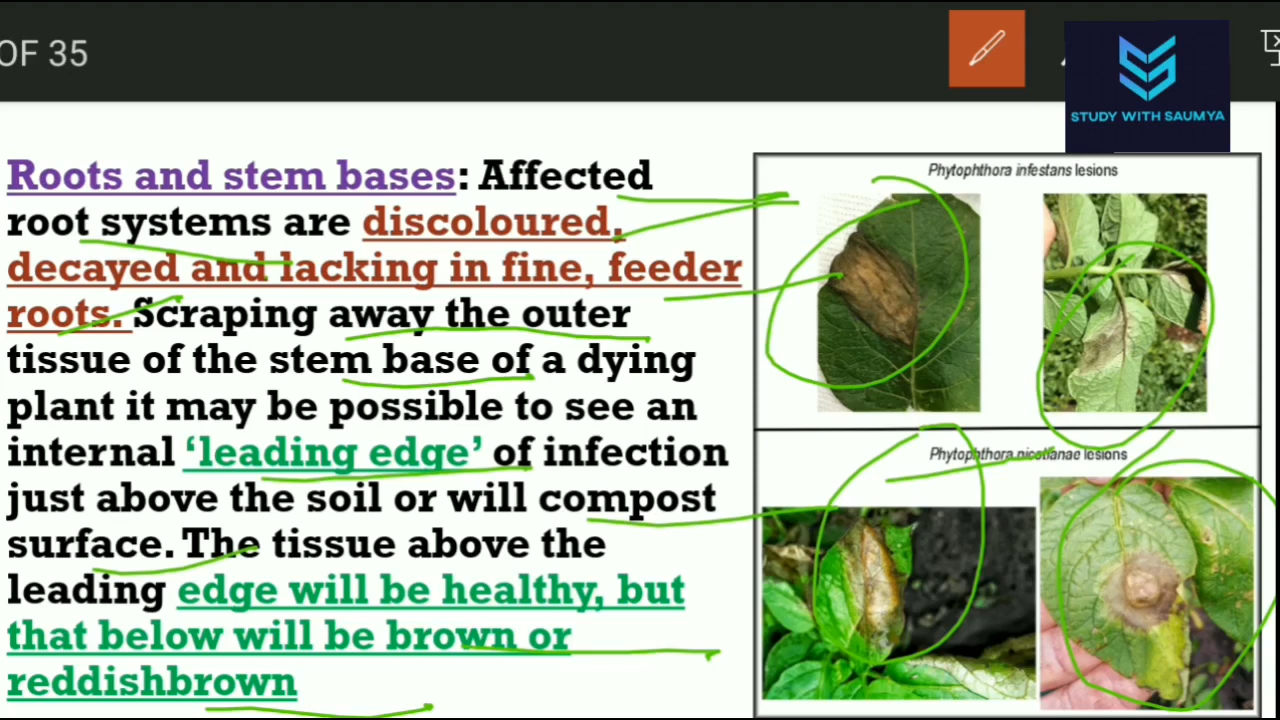 OF 35
STUDY WITH SAUMYA
Roots and stem bases: Affected
root systems are discoloured,
decayed and lacking in fine, feeder
roots. Scraping away the outer
tissue of the stem base of a dying
plant it may be possible to see an
internal ‘leading edge’ of infection
just above the soil or will compost
surface. The tissue above the
leading edge will be healthy, but
that below will be brown or
reddishbrown
Phytophthora infestans lesions
Phytophthora nicotianae lesions